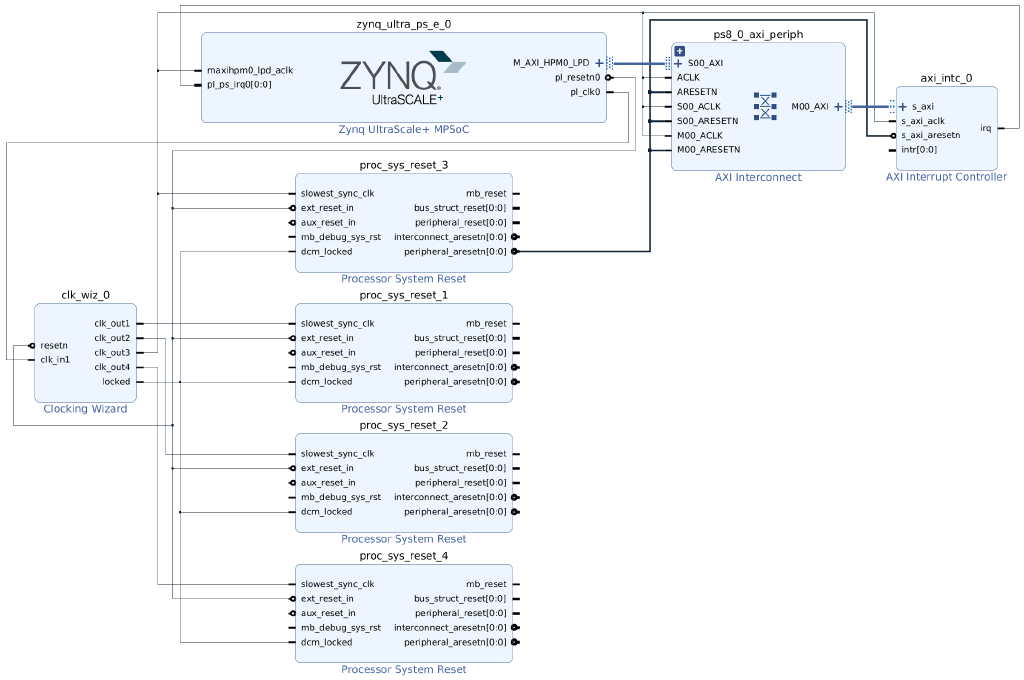 zynq_ultra_ps_e_0
maxihpm0_lpd_aclk
pl_ps_irq0[0:0]
ZYNQ
UltraSCALE+
M_AXI_HPM0_LPD
pl_resetn0
pl_clk0
Zynq UltraScale+ MPSoC
ps8_0_axi_periph
S00_AXI
ACLK
ARESETN
S00_ACLK
S00_ARESETN
M00_ACLK
M00_ARESETN
M00_AXI
AXI Interconnect
axi_intc_0
s_axi
s_axi_aclk
s_axi_aresetn
intr[0:0]
irq
AXI Interrupt Controller
proc_sys_reset_3
slowest_sync_clk
ext_reset_in
aux_reset_in
mb_debug_sys_rst
dcm_locked
mb_reset
bus_struct_reset[0:0]
peripheral_reset[0:0]
interconnect_aresetn[0:0]
peripheral_aresetn[0:0]
Processor System Reset
clk_wiz_0
resetn
clk_in1
clk_out1
clk_out2
clk_out3
clk_out4
locked
Clocking Wizard
proc_sys_reset_1
slowest_sync_clk
ext_reset_in
aux_reset_in
mb_debug_sys_rst
dcm_locked
mb_reset
bus_struct_reset[0:0]
peripheral_reset[0:0]
interconnect_aresetn[0:0]
peripheral_aresetn[0:0]
Processor System Reset
proc_sys_reset_2
slowest_sync_clk
ext_reset_in
aux_reset_in
mb_debug_sys_rst
dcm_locked
mb_reset
bus_struct_reset[0:0]
peripheral_reset[0:0]
interconnect_aresetn[0:0]
peripheral_aresetn[0:0]
Processor System Reset
proc_sys_reset_4
slowest_sync_clk
ext_reset_in
aux_reset_in
mb_debug_sys_rst
dcm_locked
mb_reset
bus_struct_reset[0:0]
peripheral_reset[0:0]
interconnect_aresetn[0:0]
peripheral_aresetn[0:0]
Processor System Reset